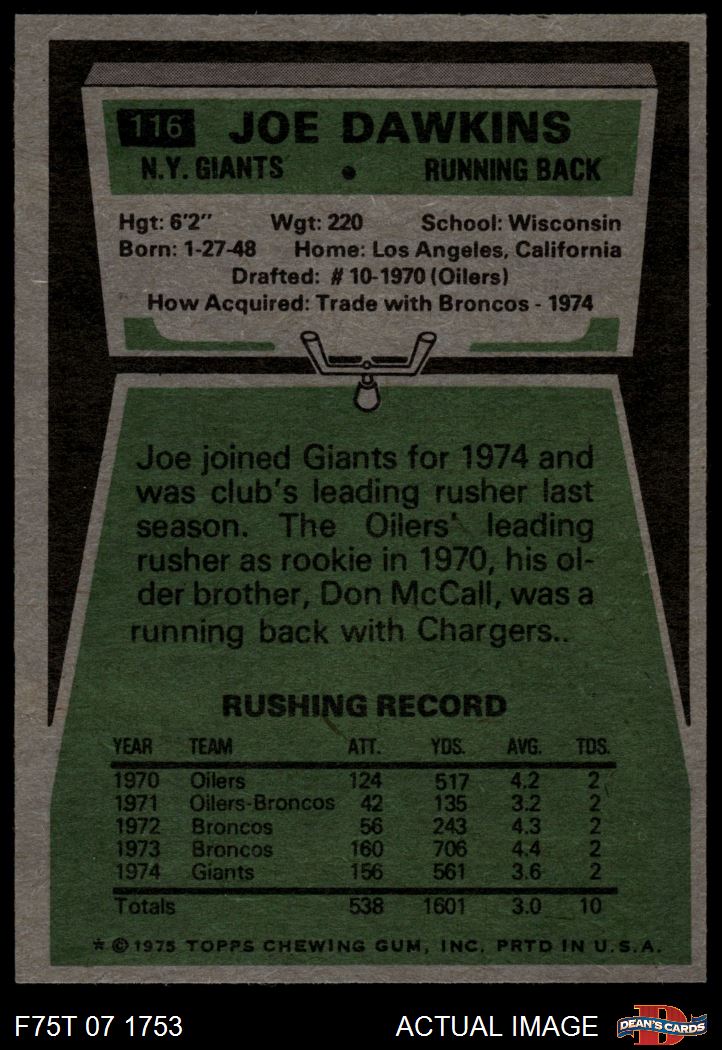 116 JOE DAWKINS
N.Y. GIANTS • RUNNING BACK
Hgt: 6'2" Wgt: 220 School: Wisconsin
Born: 1-27-48 Home: Los Angeles, California
Drafted: # 10-1970 (Oilers)
How Acquired: Trade with Broncos - 1974
Joe joined Giants for 1974 and
was club's leading rusher last
season. The Oilers' leading
rusher as rookie in 1970, his ol-
der brother, Don McCall, was a
running back with Chargers..
RUSHING RECORD
YEAR TEAM ATT. YDS. AVG. TDS.
1970 Oilers 124 517 4.2 2
1971 Oilers-Broncos 42 135 3.2 2
1972 Broncos 56 243 4.3 2
1973 Broncos 160 706 4.4 2
1974 Giants 156 561 3.6 2
Totals 538 1601 3.0 10
* © 1975 TOPPS CHEWING GUM, INC. PRTD IN U.S.A.
F75T 07 1753 ACTUAL IMAGE D DEAN'S CARDS